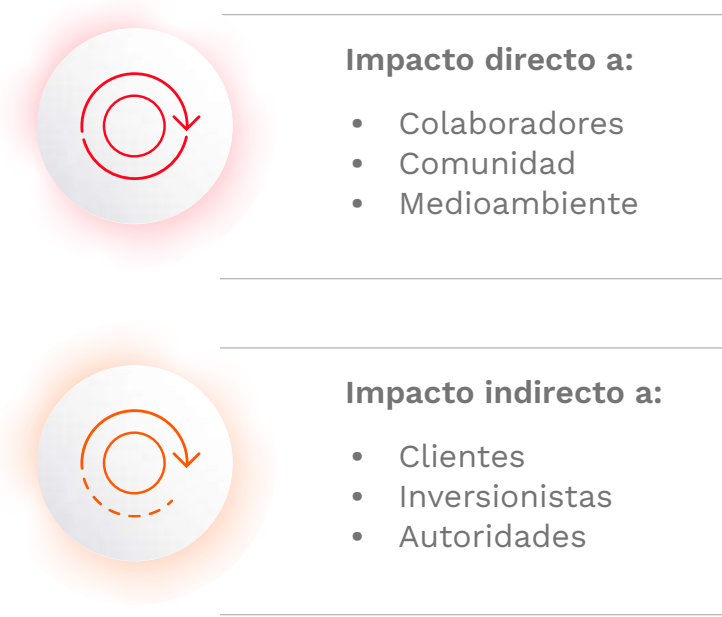 Impacto directo a:
• Colaboradores
• Comunidad
• Medioambiente
Impacto indirecto a:
• Clientes
• Inversionistas
• Autoridades